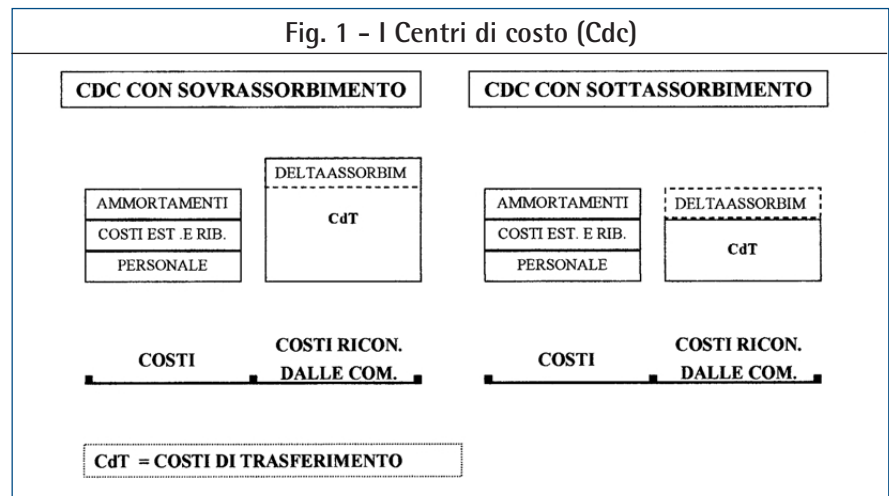 Fig. 1 - I Centri di costo (Cdc)
CDC CON SOVRASSORBIMENTO
AMMORTAMENTI
COSTI EST .E RIB.
PERSONALE
DELTAASSORBIM
CdT
COSTI
COSTI RICON.
DALLE COM.
CDC CON SOTTASSORBIMENTO
AMMORTAMENTI
COSTI EST. E RIB.
PERSONALE
DELTAASSORBIM
CdT
COSTI
COSTI RICON.
DALLE COM.
CdT = COSTI DI TRASFERIMENTO